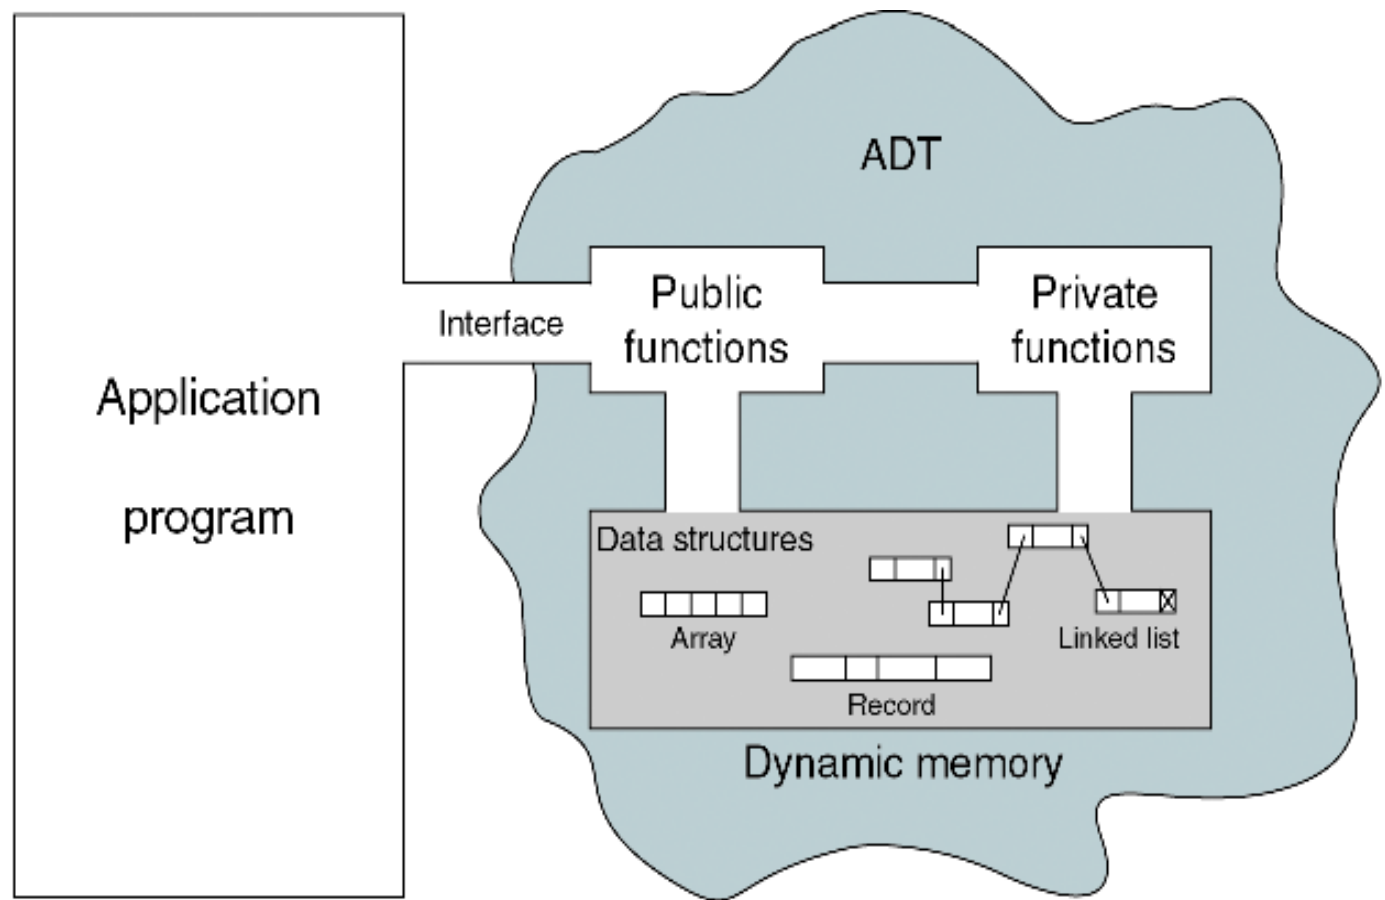 ADT
Public
functions
Private
functions
Interface
Application
program
Data structures
Array
Linked list
Record
Dynamic memory